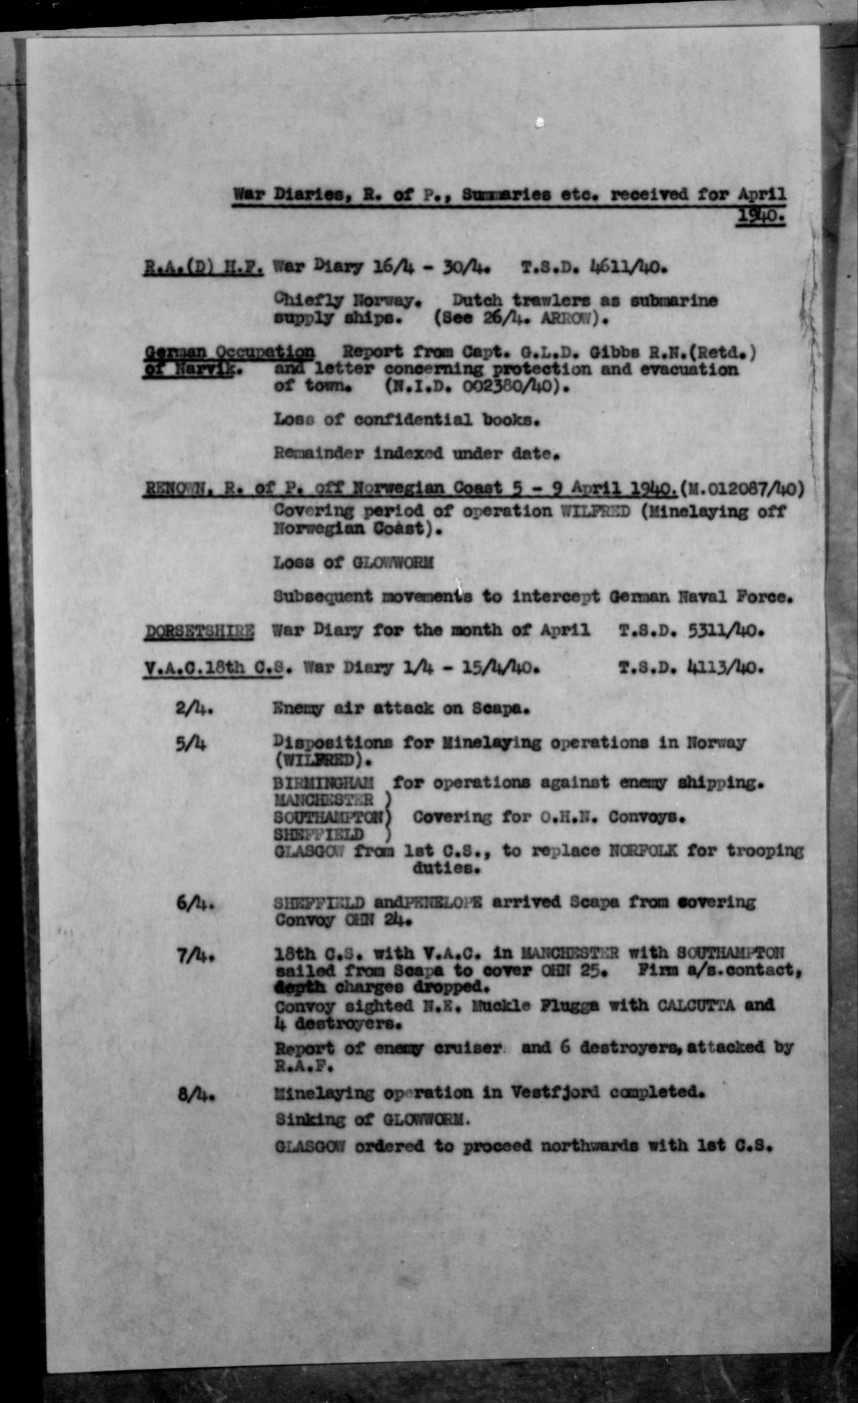 War Diaries, R. of P., Summaries etc. received for April
1940.
R.A.(D) H.F. War Diary 16/4 - 30/4. T.S.D. 4611/40.
Chiefly Norway. Dutch trawlers as submarine
supply ships. (See 26/4. ARROW).
German Occupation Report from Capt. G.L.D. Gibbs R.N.(Retd.)
of Narvik. and letter concerning protection and evacuation
of town. (N.I.D. 002380/40).
Loss of confidential books.
Remainder indexed under date.
RENOWN. R. of P. off Norwegian Coast 5 - 9 April 1940.(M.012087/40)
Covering period of operation WILFRED (Minelaying off
Norwegian Coast).
Loss of GLOWWORM
Subsequent movements to intercept German Naval Force.
DORSETSHIRE War Diary for the month of April T.S.D. 5311/40.
V.A.C.18th C.S. War Diary 1/4 - 15/4/40. T.S.D. 4113/40.
2/4. Enemy air attack on Scapa.
5/4 Dispositions for Minelaying operations in Norway
(WILFRED).
BIRMINGHAM for operations against enemy shipping.
MANCHESTER )
SOUTHAMPTON) Covering for O.H.N. Convoys.
SHEFFIELD )
GLASGOW from 1st C.S., to replace NORFOLK for trooping
duties.
6/4. SHEFFIELD andPENELOPE arrived Scapa from covering
Convoy OHN 24.
7/4. 18th C.S. with V.A.C. in MANCHESTER with SOUTHAMPTON
sailed from Scapa to cover OHN 25. Firm a/s.contact,
depth charges dropped.
Convoy sighted N.E. Muckle Flugga with CALCUTTA and
4 destroyers.
Report of enemy cruiser and 6 destroyers,attacked by
R.A.F.
8/4. Minelaying operation in Vestfjord completed.
Sinking of GLOWWORM.
GLASGOW ordered to proceed northwards with 1st C.S.